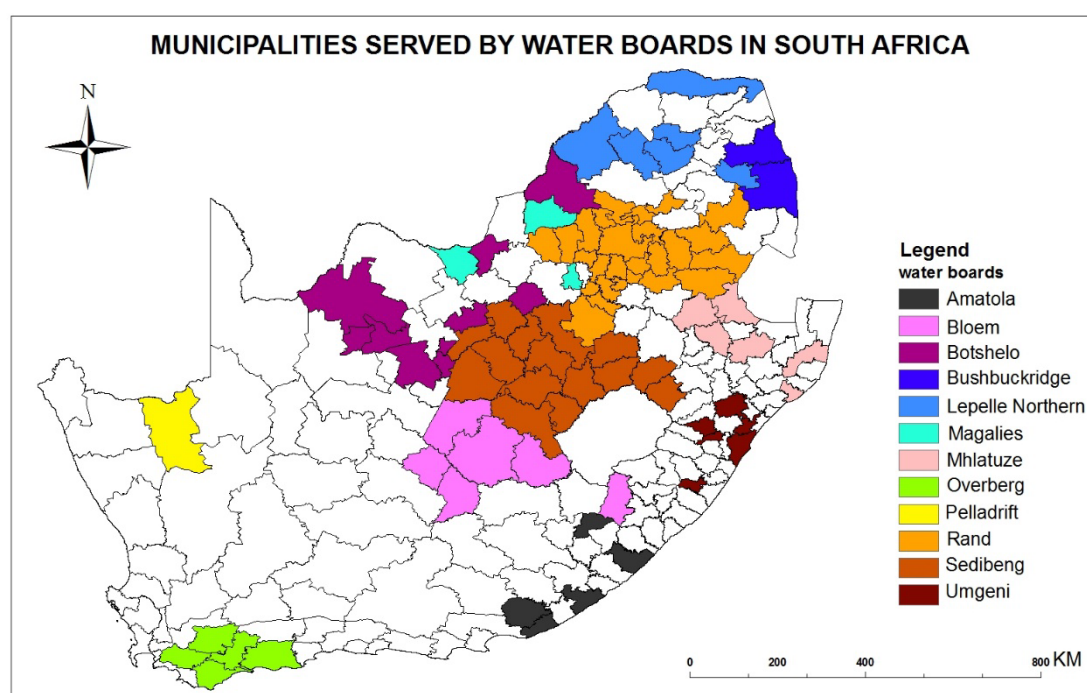 MUNICIPALITIES SERVED BY WATER BOARDS IN SOUTH AFRICA
N
Legend
water boards
Amatola
Bloem
Botshelo
Bushbuckridge
Lepelle Northern
Magalies
Mhlatuze
Overberg
Pelladrift
Rand
Sedibeng
Umgeni
0 200 400 800 KM